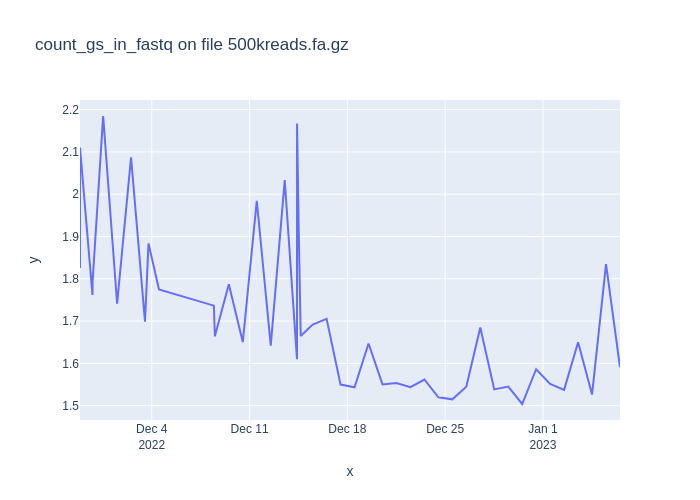 count_gs_in_fastq on file 500kreads.fa.gz
2.2
2.1
2
1.9
1.8
1.7
1.6
1.5
y
Dec 4
2022
Dec 11
Dec 18
Dec 25
Jan 1
2023
x